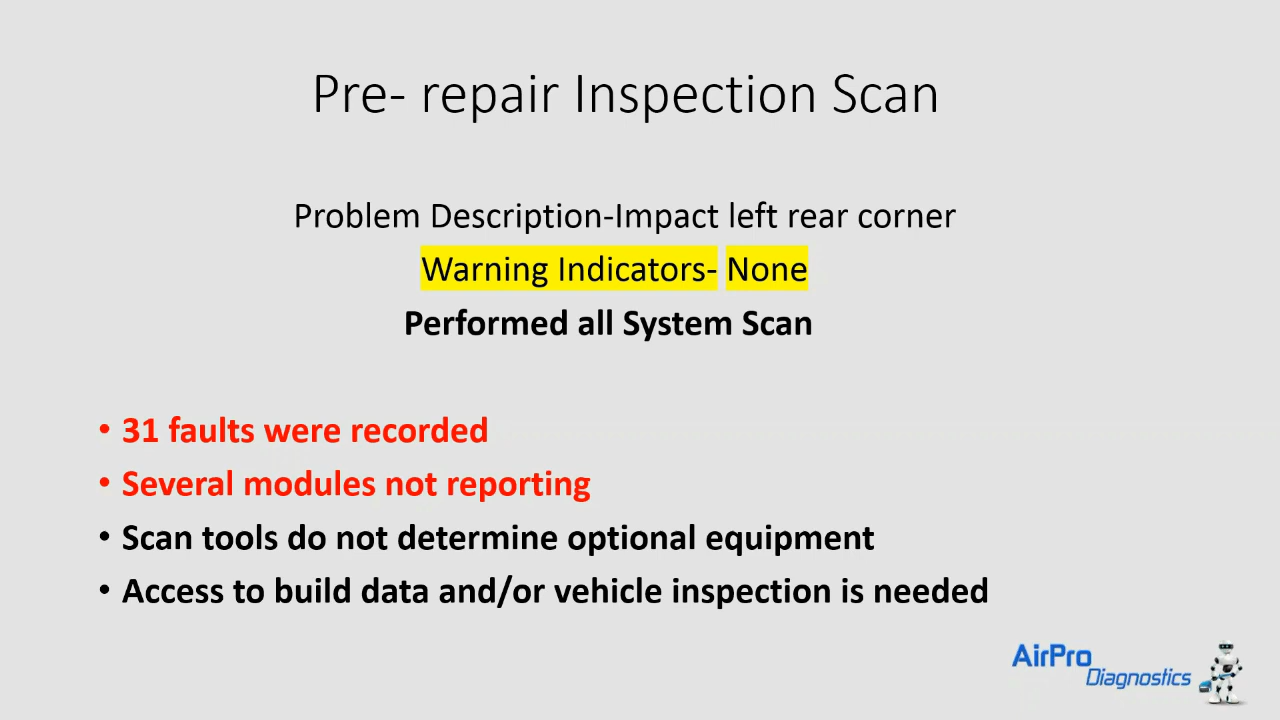 Pre- repair Inspection Scan
Problem Description-Impact left rear corner
Warning Indicators- None
Performed all System Scan
• 31 faults were recorded
• Several modules not reporting
• Scan tools do not determine optional equipment
• Access to build data and/or vehicle inspection is needed
AirPro
Diagnostics